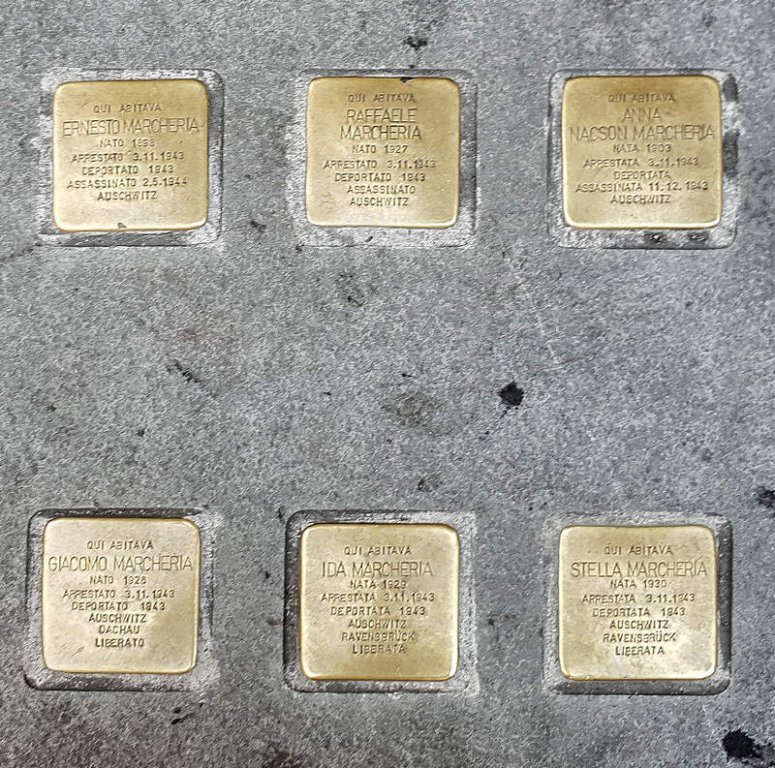 QUI ABITAVA
ERNESTO MARCHERIA
NATO 1898
ARRESTATO 3.11.1943
DEPORTATO 1943
ASSASSINATO 2.5.1944
AUSCHWITZ
QUI ABITAVA
RAFFAELE
MARCHERIA
NATO 1927
ARRESTATO 3.11.1943
DEPORTATO 1943
ASSASSINATO
AUSCHWITZ
QUI ABITAVA
ANNA
NACSON MARCHERIA
NATA 1903
ARRESTATA 3.11.1943
DEPORTATA
ASSASSINATA 11.12.1943
AUSCHWITZ
QUI ABITAVA
GIACOMO MARCHERIA
NATO 1926
ARRESTATO 3.11.1943
DEPORTATO 1943
AUSCHWITZ
DACHAU
LIBERATO
QUI ABITAVA
IDA MARCHERIA
NATA 1929
ARRESTATA 3.11.1943
DEPORTATA 1943
AUSCHWITZ
RAVENSBRÜCK
LIBERATA
QUI ABITAVA
STELLA MARCHERIA
NATA 1930
ARRESTATA 3.11.1943
DEPORTATA 1943
AUSCHWITZ
RAVENSBRÜCK
LIBERATA